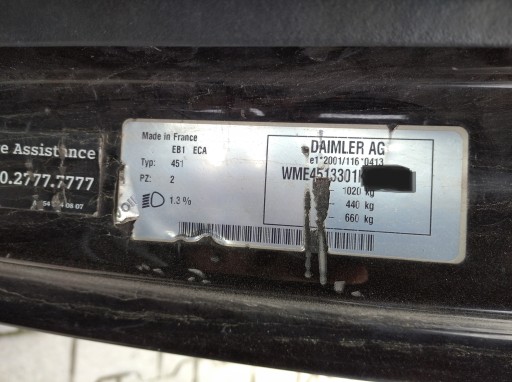 e Assistance
0.2777.7777
Made in France
EB1 ECA
Typ: 451
PZ: 2
1.3 %
DAIMLER AG
e1*2001/116*0413
WME4513301
1020 kg
440 kg
660 kg